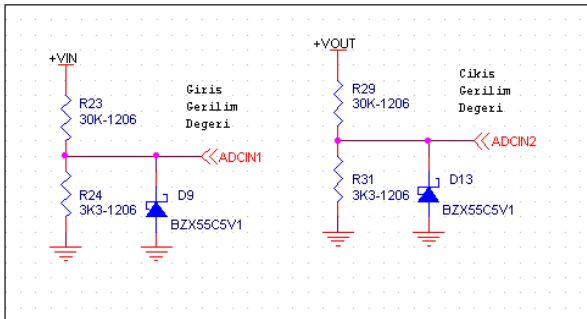 +VIN
R23
30K-1206
Giris
Gerilim
Degeri
ADCIN1
R24
3K3-1206
D9
BZX55C5V1
+VOUT
R29
30K-1206
Cikis
Gerilim
Degeri
ADCIN2
R31
3K3-1206
D13
BZX55C5V1